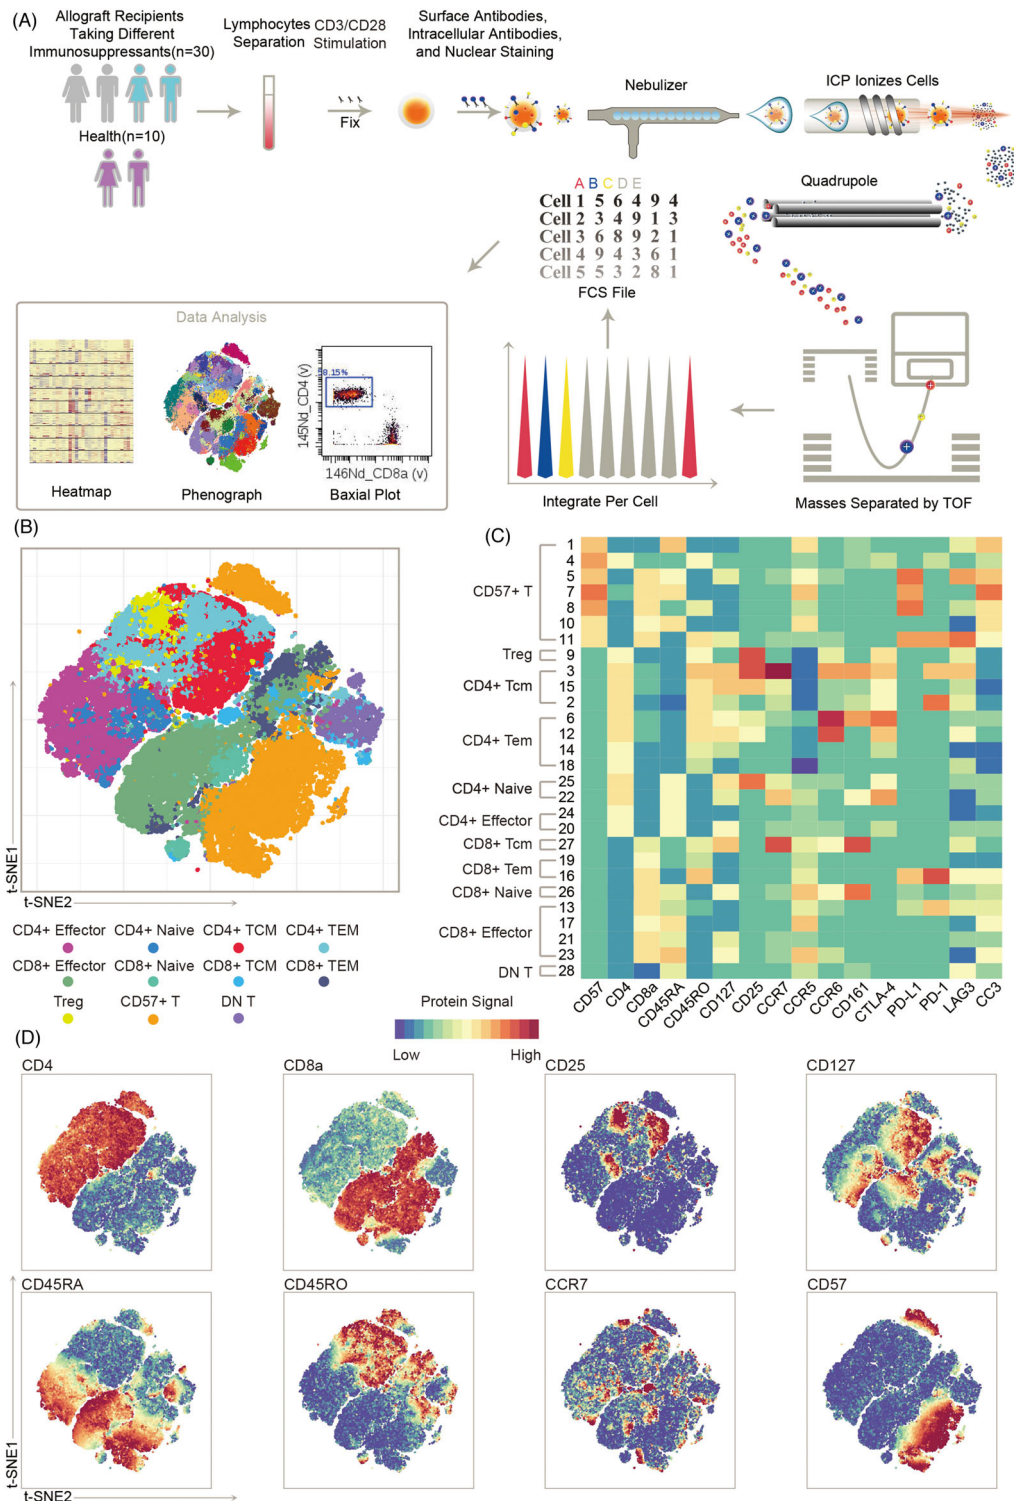 (A)
Allograft Recipients
Taking Different
Immunosuppressants(n=30)
Health(n=10)
Lymphocytes
Separation
CD3/CD28
Stimulation
Fix
Surface Antibodies,
Intracellular Antibodies,
and Nuclear Staining
Nebulizer
ICP Ionizes Cells
Quadrupole
A B C D E
Cell 1 5 6 4 9 4
Cell 2 3 4 9 1 3
Cell 3 6 8 9 2 1
Cell 4 9 4 3 6 1
Cell 5 5 3 2 8 1
FCS File
Data Analysis
Heatmap
Phenograph
8.15%
145Nd_CD4 (v)
146Nd_CD8a (v)
Baxial Plot
Integrate Per Cell
Masses Separated by TOF
(B)
t-SNE1
t-SNE2
CD4+ Effector
CD4+ Naive
CD4+ TCM
CD4+ TEM
CD8+ Effector
CD8+ Naive
CD8+ TCM
CD8+ TEM
Treg
CD57+ T
DN T
(C)
CD57+ T
1
4
5
7
8
10
11
Treg
9
CD4+ Tcm
3
15
2
CD4+ Tem
6
12
14
18
CD4+ Naive
25
22
CD4+ Effector
24
20
CD8+ Tcm
27
CD8+ Tem
19
16
CD8+ Naive
26
CD8+ Effector
13
17
21
23
DN T
28
CD57
CD4
CD8a
CD45RA
CD45RO
CD127
CD25
CCR7
CCR5
CCR6
CD161
CTLA-4
PD-L1
PD-1
LAG3
CC3
Protein Signal
Low
High
(D)
CD4
CD8a
CD25
CD127
CD45RA
CD45RO
CCR7
CD57
t-SNE1
t-SNE2